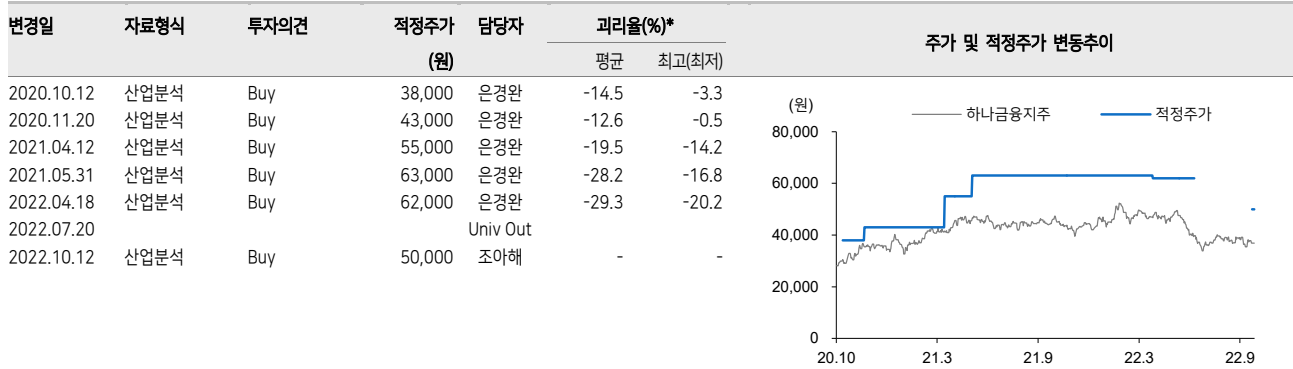 변경일 자료형식 투자의견 적정주가 담당자 괴리율(%)*
(원) 평균 최고(최저)
2020.10.12 산업분석 Buy 38,000 은경완 -14.5 -3.3
2020.11.20 산업분석 Buy 43,000 은경완 -12.6 -0.5
2021.04.12 산업분석 Buy 55,000 은경완 -19.5 -14.2
2021.05.31 산업분석 Buy 63,000 은경완 -28.2 -16.8
2022.04.18 산업분석 Buy 62,000 은경완 -29.3 -20.2
2022.07.20 Univ Out
2022.10.12 산업분석 Buy 50,000 조아해 - -
주가 및 적정주가 변동추이
(원)
하나금융지주 적정주가
80,000
60,000
40,000
20,000
0
20.10 21.3 21.9 22.3 22.9